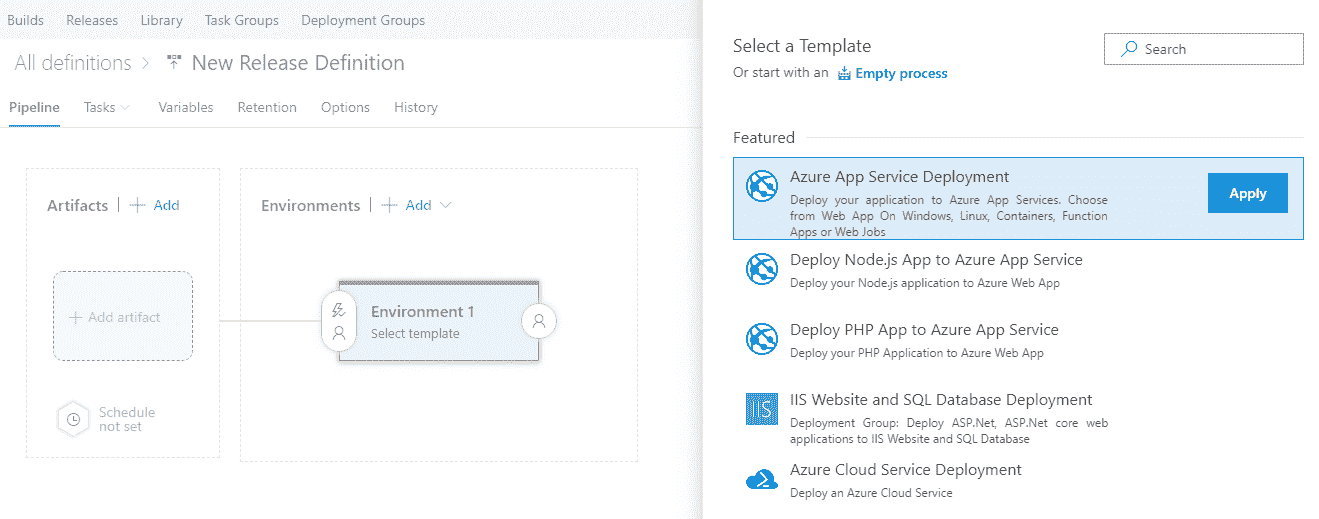 Builds Releases Library Task Groups Deployment Groups
All definitions > New Release Definition
Pipeline Tasks Variables Retention Options History
Artifacts | + Add
Environments | + Add
+ Add artifact
Environment 1
Select template
Schedule
not set
Select a Template
Search
Or start with an Empty process
Featured
Azure App Service Deployment
Deploy your application to Azure App Services. Choose
from Web App On Windows, Linux, Containers, Function
Apps or Web Jobs
Apply
Deploy Node.js App to Azure App Service
Deploy your Node.js application to Azure Web App
Deploy PHP App to Azure App Service
Deploy your PHP Application to Azure Web App
IIS
IIS Website and SQL Database Deployment
Deployment Group: Deploy ASP.Net, ASP.Net core web
applications to IIS Website and SQL Database
Azure Cloud Service Deployment
Deploy an Azure Cloud Service